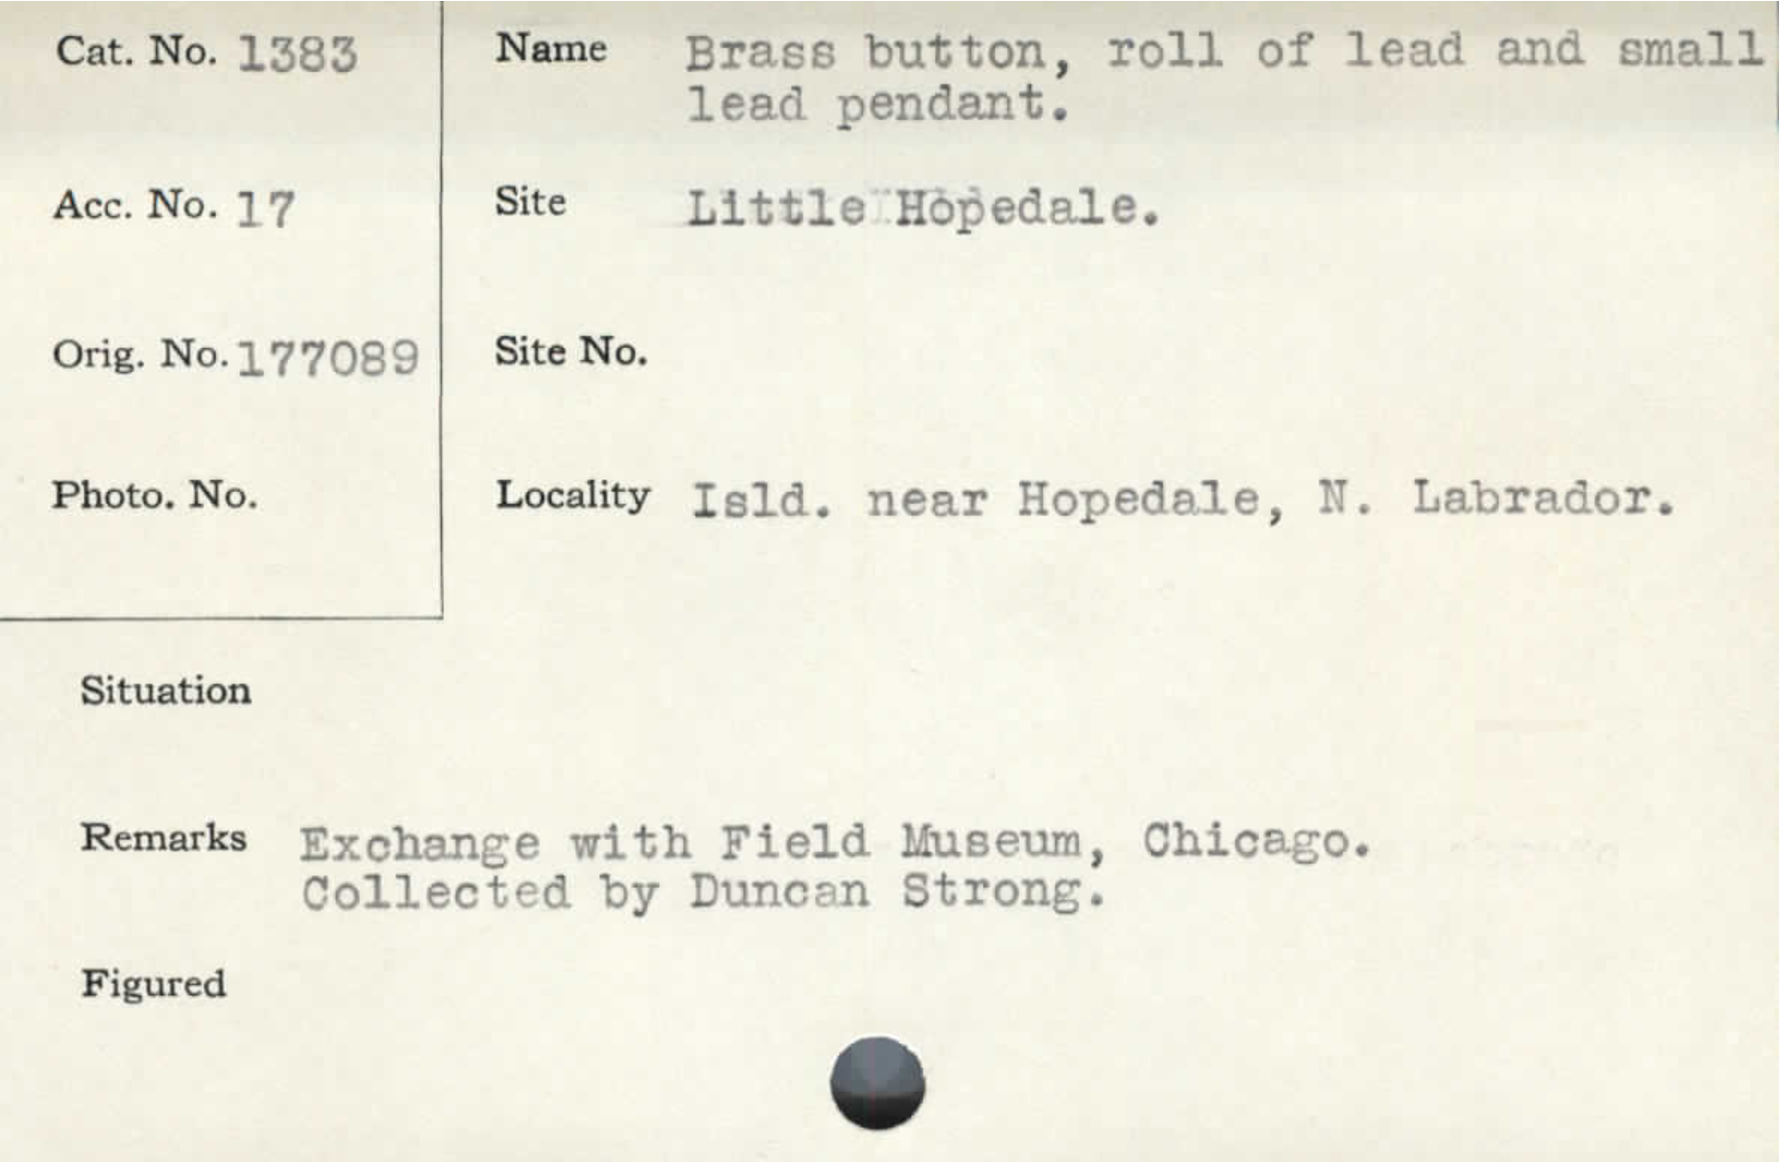 Cat. No. 1383
Name Brass button, roll of lead and small
lead pendant.
Acc. No. 17
Site Little Hopedale.
Orig. No. 177089
Site No.
Photo. No.
Locality Isld. near Hopedale, N. Labrador.
Situation
Remarks Exchange with Field Museum, Chicago.
Collected by Duncan Strong.
Figured